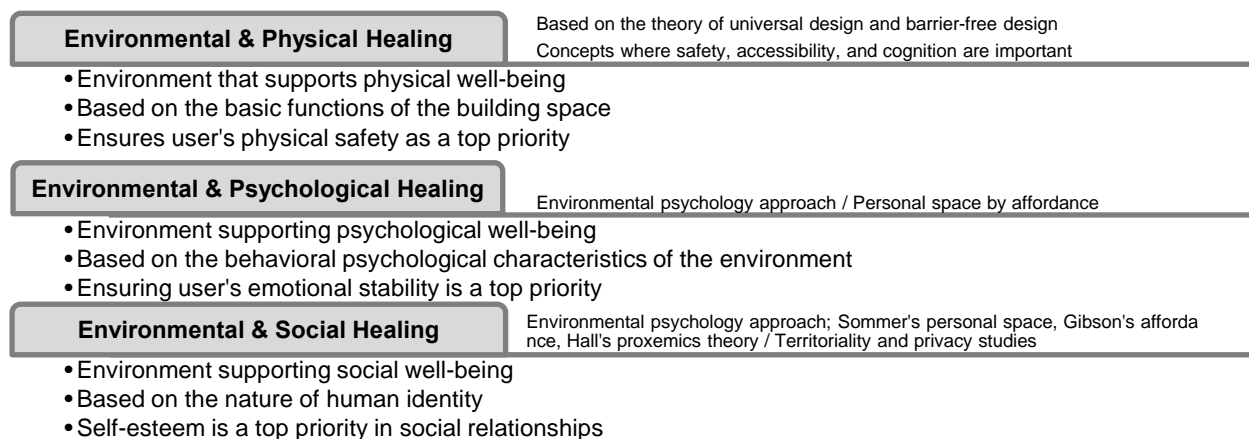 Environmental & Physical Healing
Based on the theory of universal design and barrier-free design
Concepts where safety, accessibility, and cognition are important
•Environment that supports physical well-being
•Based on the basic functions of the building space
•Ensures user's physical safety as a top priority
Environmental & Psychological Healing
Environmental psychology approach / Personal space by affordance
•Environment supporting psychological well-being
•Based on the behavioral psychological characteristics of the environment
•Ensuring user's emotional stability is a top priority
Environmental & Social Healing
Environmental psychology approach; Sommer's personal space, Gibson's afforda
nce, Hall's proxemics theory / Territoriality and privacy studies
•Environment supporting social well-being
•Based on the nature of human identity
•Self-esteem is a top priority in social relationships